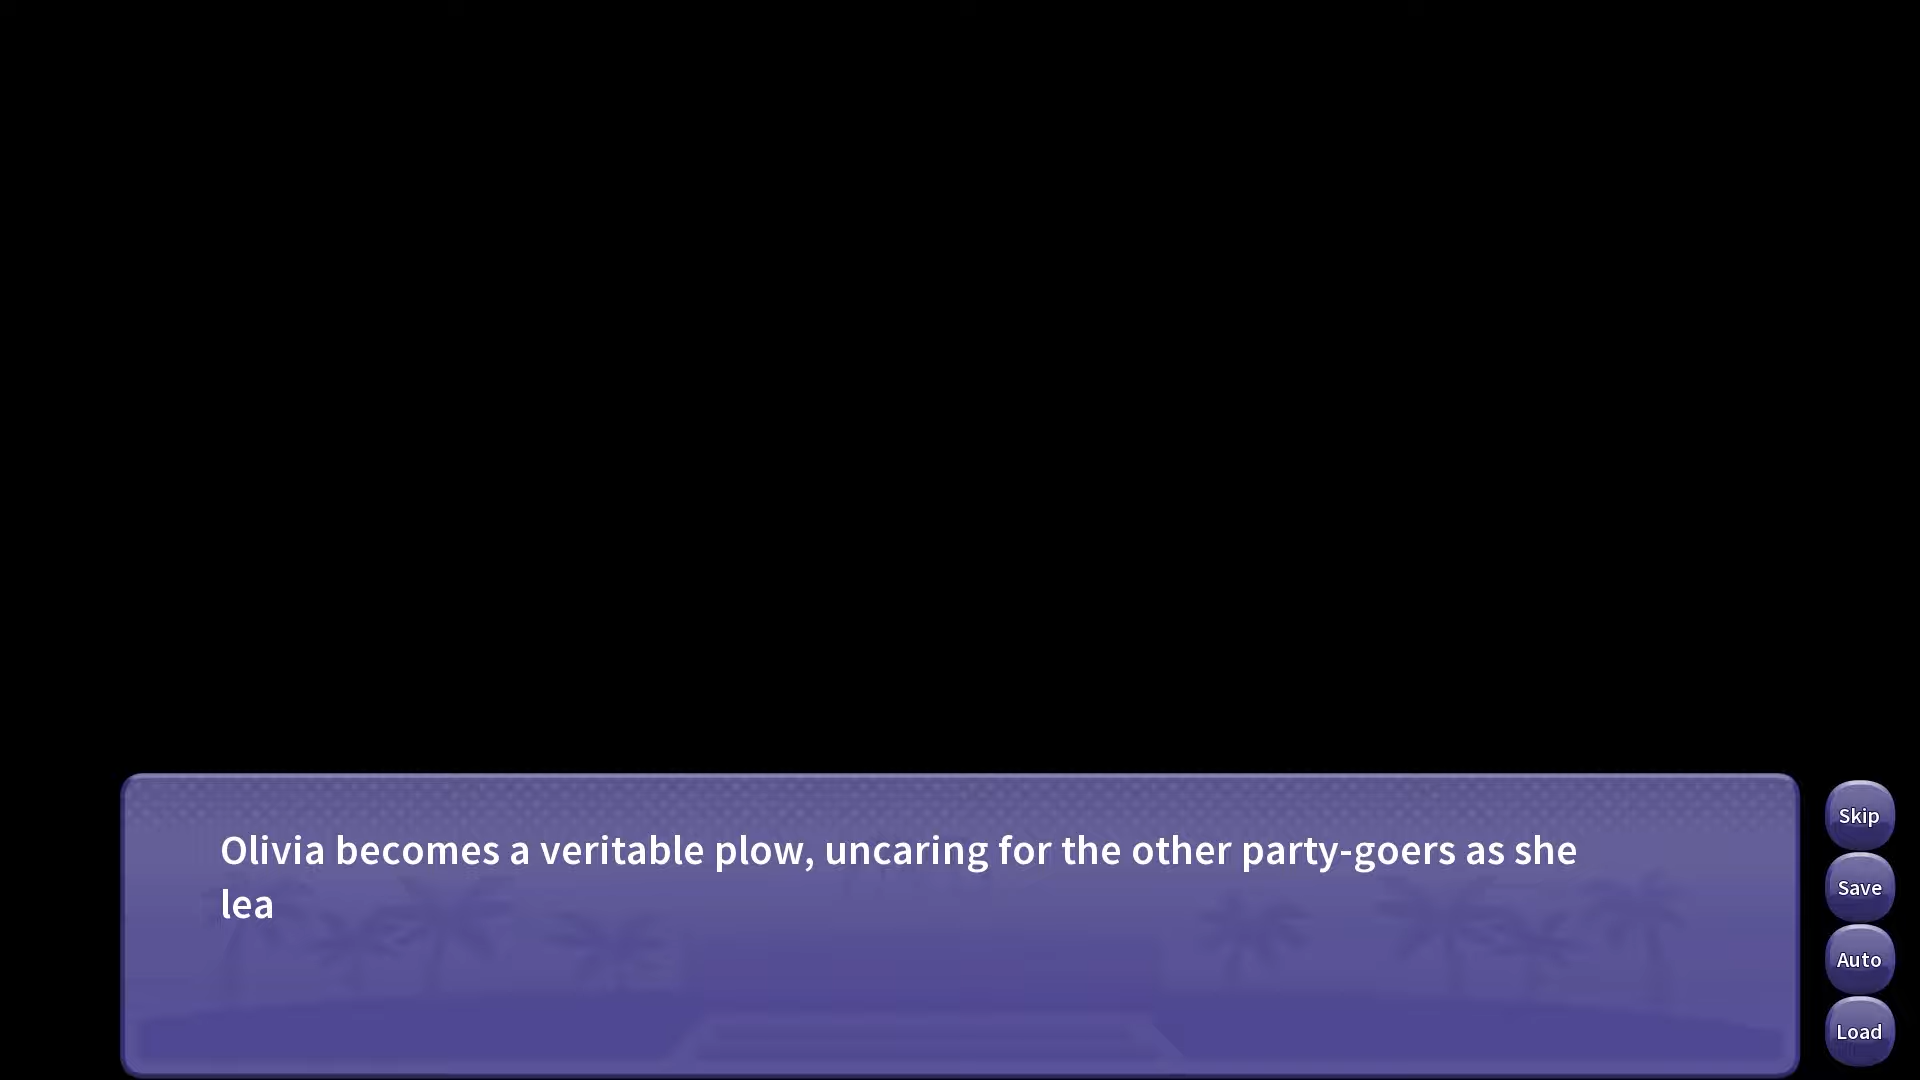 Olivia becomes a veritable plow, uncaring for the other party-goers as she
lea
Skip
Save
Auto
Load